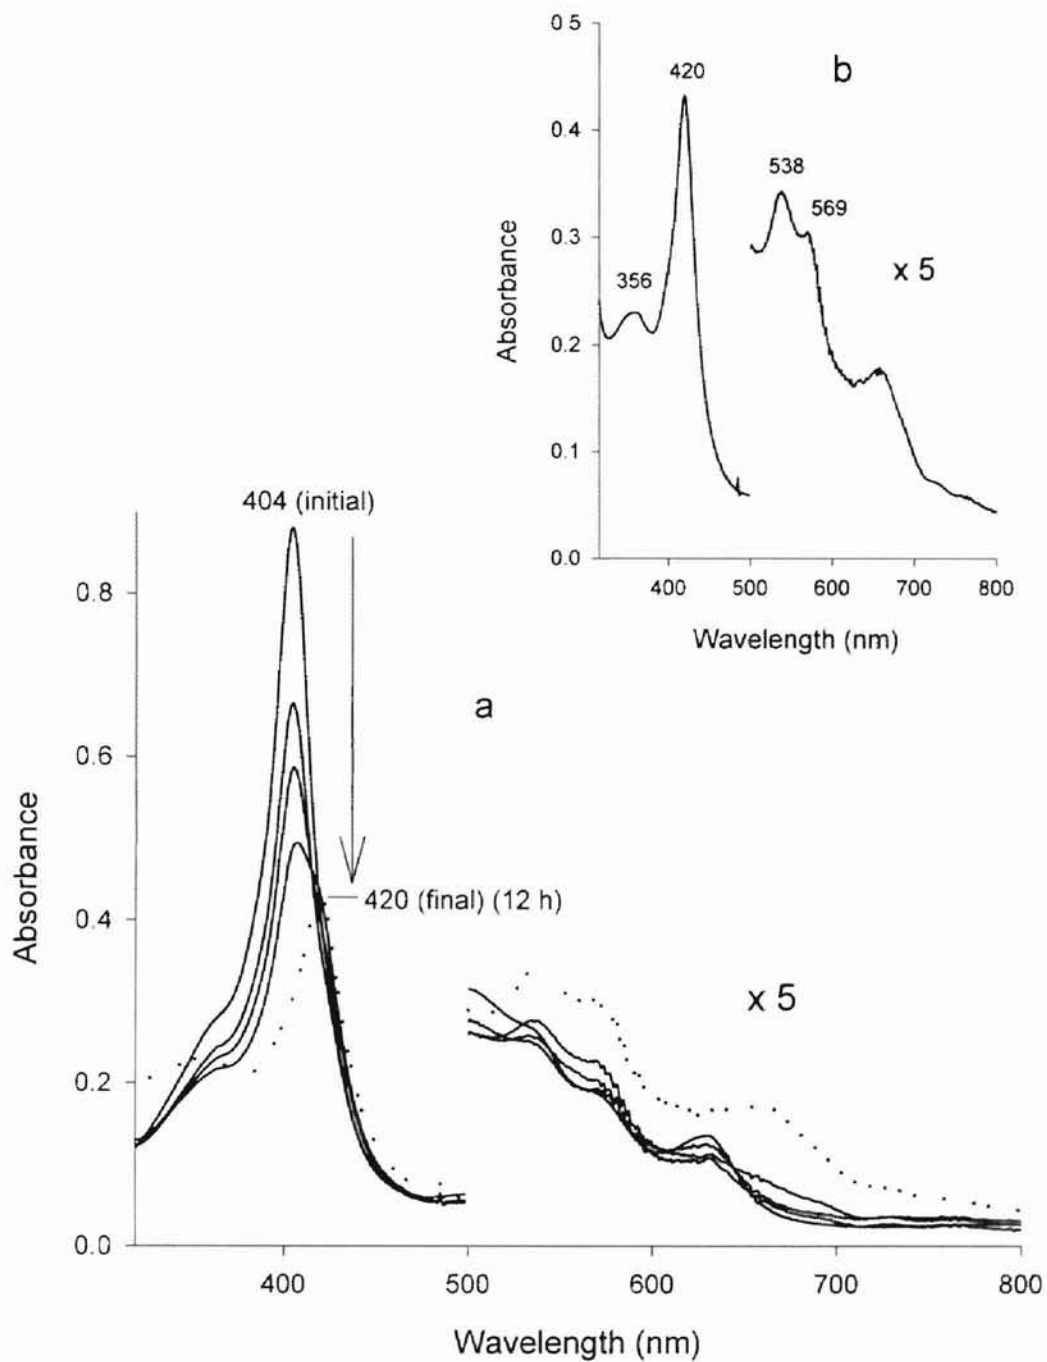 0 5
b
420
0.4
538
569
0.3
x 5
356
0.2
0.1
0.0
400 500 600 700 800
Absorbance
Wavelength (nm)
404 (initial)
0.8
a
0.6
420 (final) (12 h)
0.4
x 5
0.2
0.0
400 500 600 700 800
Absorbance
Wavelength (nm)